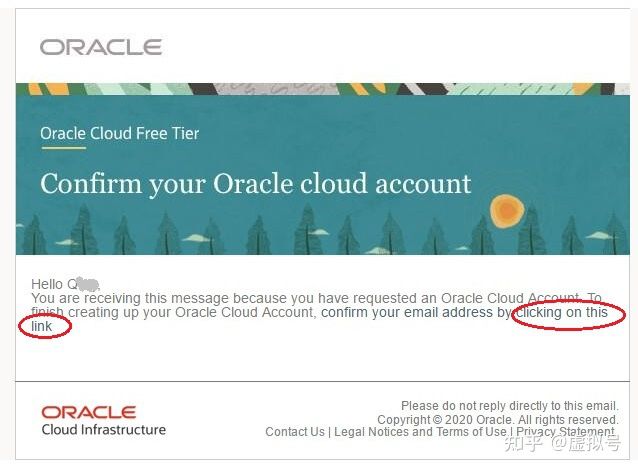 ORACLE
Oracle Cloud Free Tier
Confirm your Oracle cloud account
Hello Q
You are receiving this message because you have requested an Oracle Cloud Account. To
finish creating up your Oracle Cloud Account, confirm your email address by clicking on this
link
ORACLE
Cloud Infrastructure
Please do not reply directly to this email.
Copyright © 2020 Oracle. All rights reserved.
Contact Us | Legal Notices and Terms of Use | Privacy Statement
知乎 @虚拟号